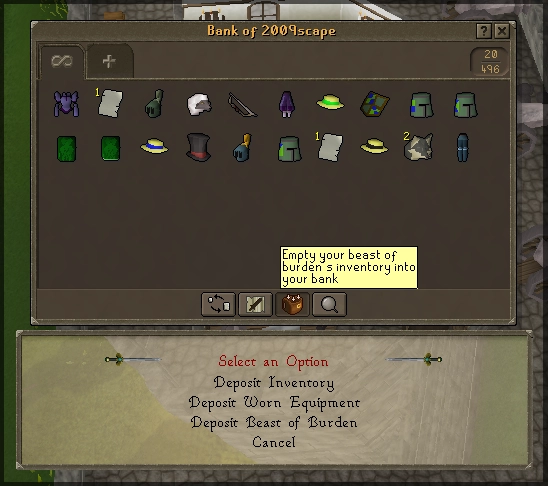 Bank of 2009scape
20
496
1
1
2
Empty your beast of
burden's inventory into
your bank
Select an Option
Deposit Inventory
Deposit Worn Equipment
Deposit Beast of Burden
Cancel